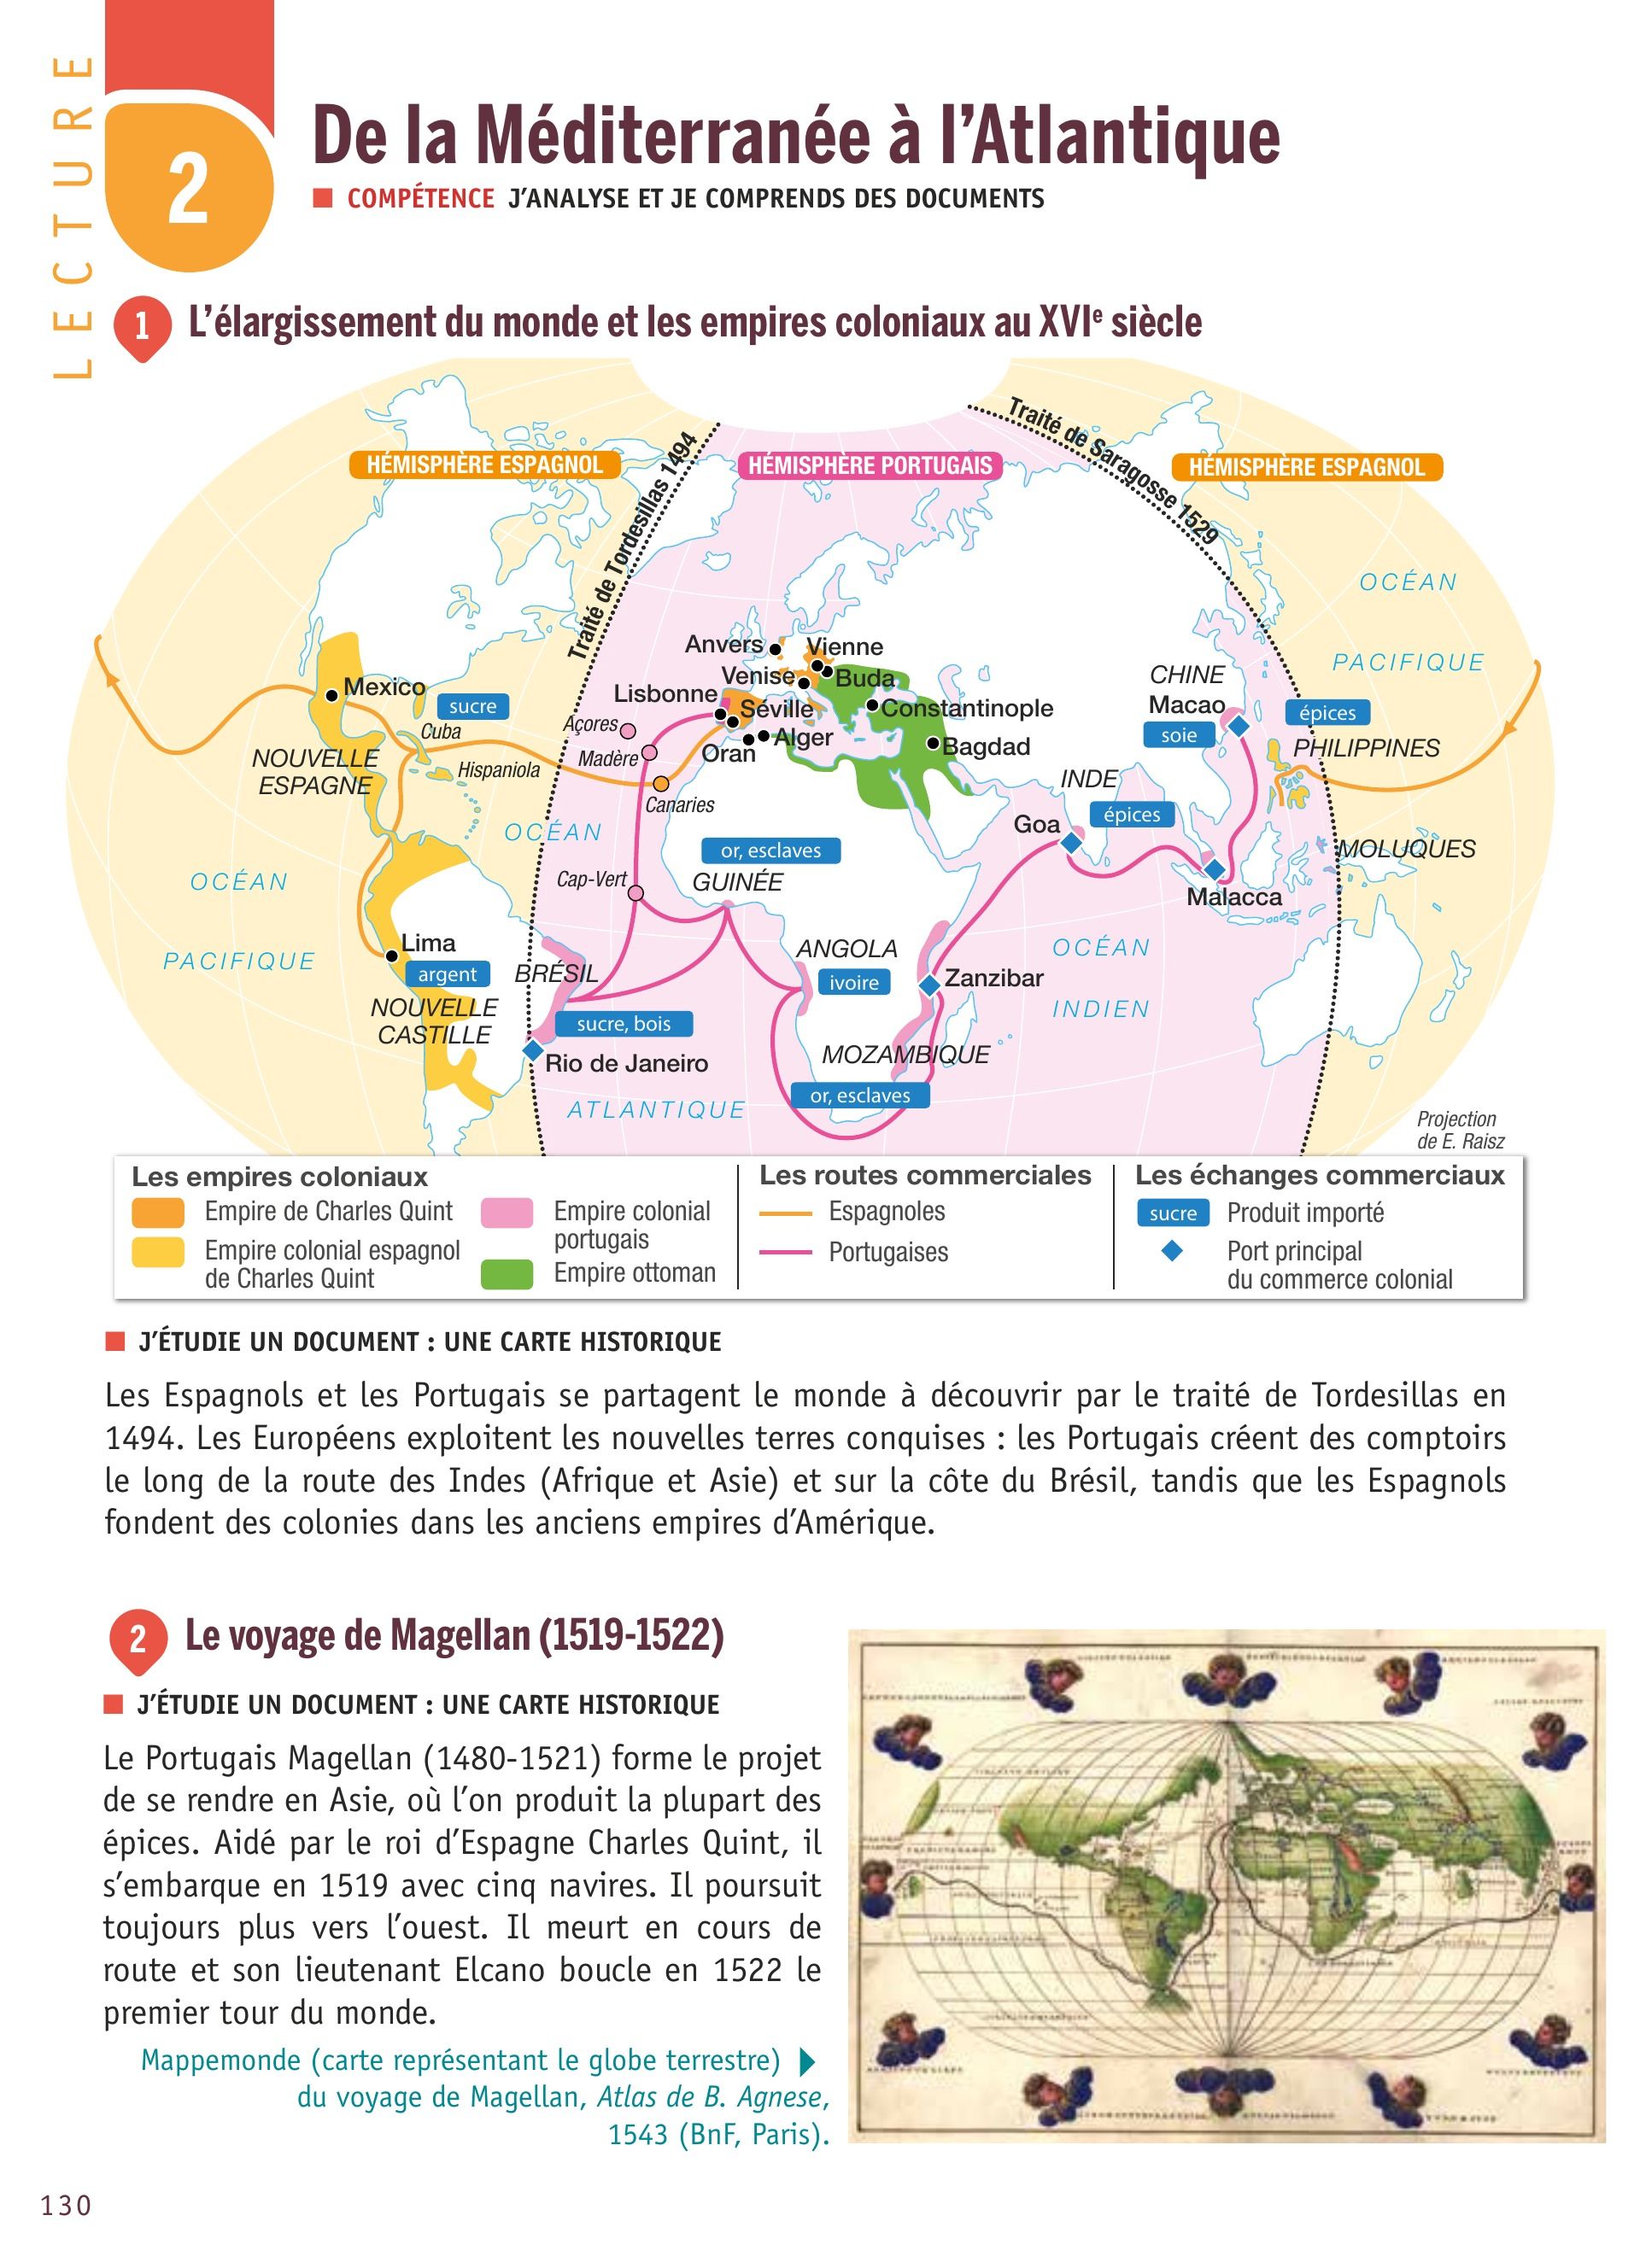 LECTURE
2
De la Méditerranée à l’Atlantique
COMPÉTENCE J’ANALYSE ET JE COMPRENDS DES DOCUMENTS
1 L’élargissement du monde et les empires coloniaux au XVIe siècle
HÉMISPHÈRE ESPAGNOL
Traité de Tordesillas 1494
HÉMISPHÈRE PORTUGAIS
Traité de Saragosse 1529
HÉMISPHÈRE ESPAGNOL
OCÉAN
PACIFIQUE
Anvers
Vienne
Venise
Buda
Lisbonne
Séville
Constantinople
Açores
Alger
Oran
Madère
Bagdad
Canaries
Mexico
sucre
Cuba
NOUVELLE
ESPAGNE
Hispaniola
CHINE
Macao
soie
épices
PHILIPPINES
INDE
épices
Goa
OCÉAN
or, esclaves
GUINÉE
Cap-Vert
MOLUQUES
Malacca
OCÉAN
PACIFIQUE
Lima
argent
BRÉSIL
NOUVELLE
CASTILLE
sucre, bois
Rio de Janeiro
ATLANTIQUE
ANGOLA
ivoire
Zanzibar
OCÉAN
INDIEN
MOZAMBIQUE
or, esclaves
Projection
de E. Raisz
Les empires coloniaux
Empire de Charles Quint
Empire colonial espagnol
de Charles Quint
Empire colonial
portugais
Empire ottoman
Les routes commerciales
Espagnoles
Portugaises
Les échanges commerciaux
sucre Produit importé
Port principal
du commerce colonial
J’ÉTUDIE UN DOCUMENT : UNE CARTE HISTORIQUE
Les Espagnols et les Portugais se partagent le monde à découvrir par le traité de Tordesillas en
1494. Les Européens exploitent les nouvelles terres conquises : les Portugais créent des comptoirs
le long de la route des Indes (Afrique et Asie) et sur la côte du Brésil, tandis que les Espagnols
fondent des colonies dans les anciens empires d’Amérique.
2 Le voyage de Magellan (1519-1522)
J’ÉTUDIE UN DOCUMENT : UNE CARTE HISTORIQUE
Le Portugais Magellan (1480-1521) forme le projet
de se rendre en Asie, où l’on produit la plupart des
épices. Aidé par le roi d’Espagne Charles Quint, il
s’embarque en 1519 avec cinq navires. Il poursuit
toujours plus vers l’ouest. Il meurt en cours de
route et son lieutenant Elcano boucle en 1522 le
premier tour du monde.
Mappemonde (carte représentant le globe terrestre)
du voyage de Magellan, Atlas de B. Agnese,
1543 (BnF, Paris).
130